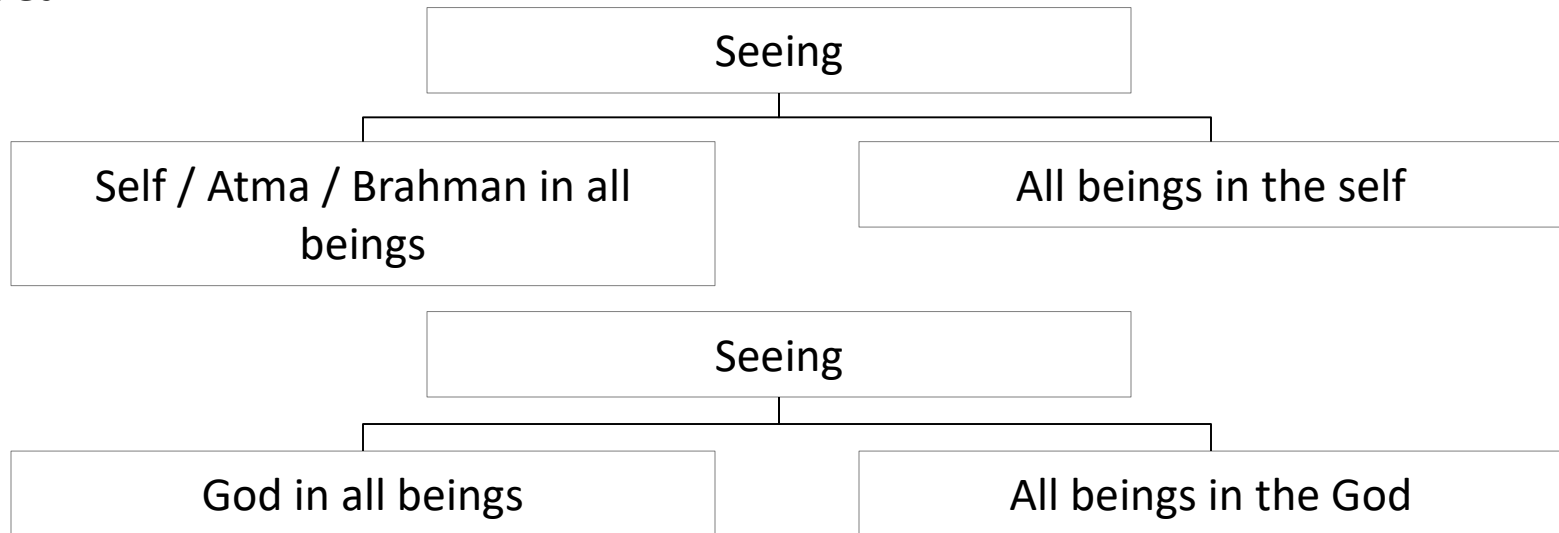 Seeing
Self / Atma / Brahman in all
beings
All beings in the self
Seeing
God in all beings
All beings in the God